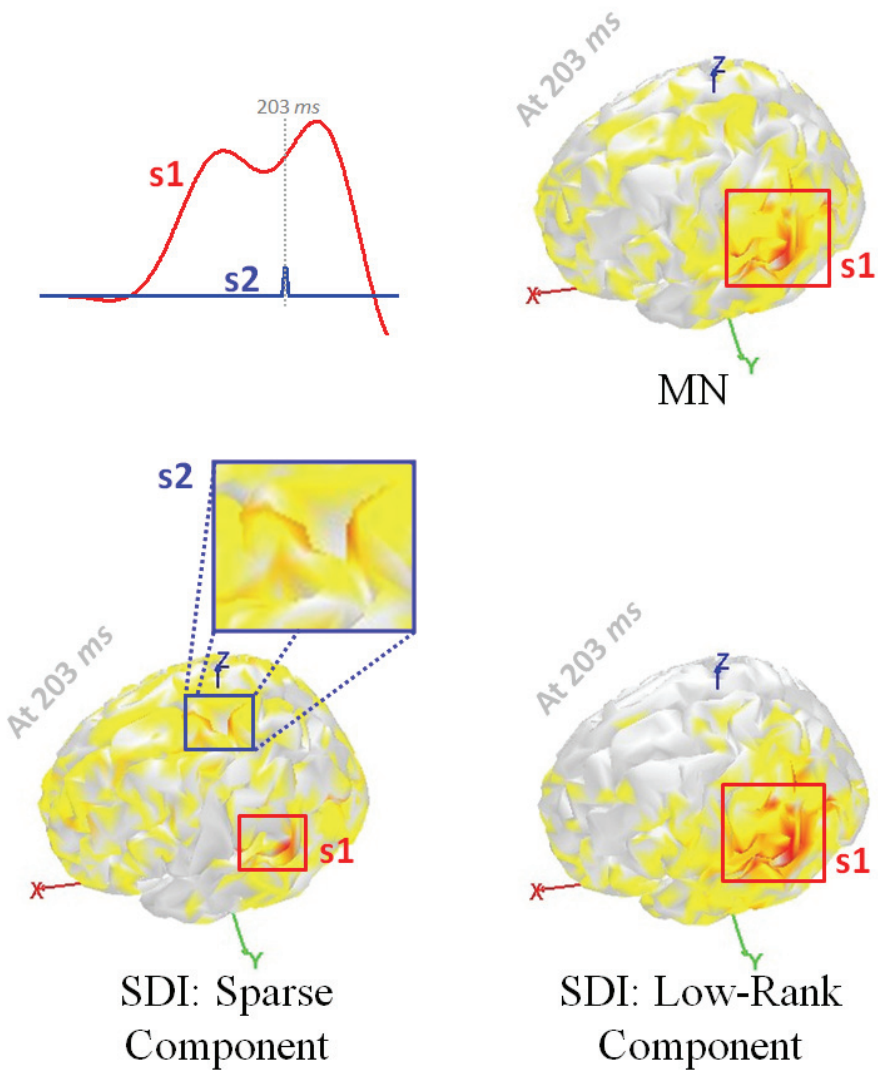 203 ms
s1
s2
At 203 ms
Z
s1
X
Y
MN
s2
At 203 ms
Z
s1
X
Y
SDI: Sparse
Component
At 203 ms
Z
s1
X
Y
SDI: Low-Rank
Component